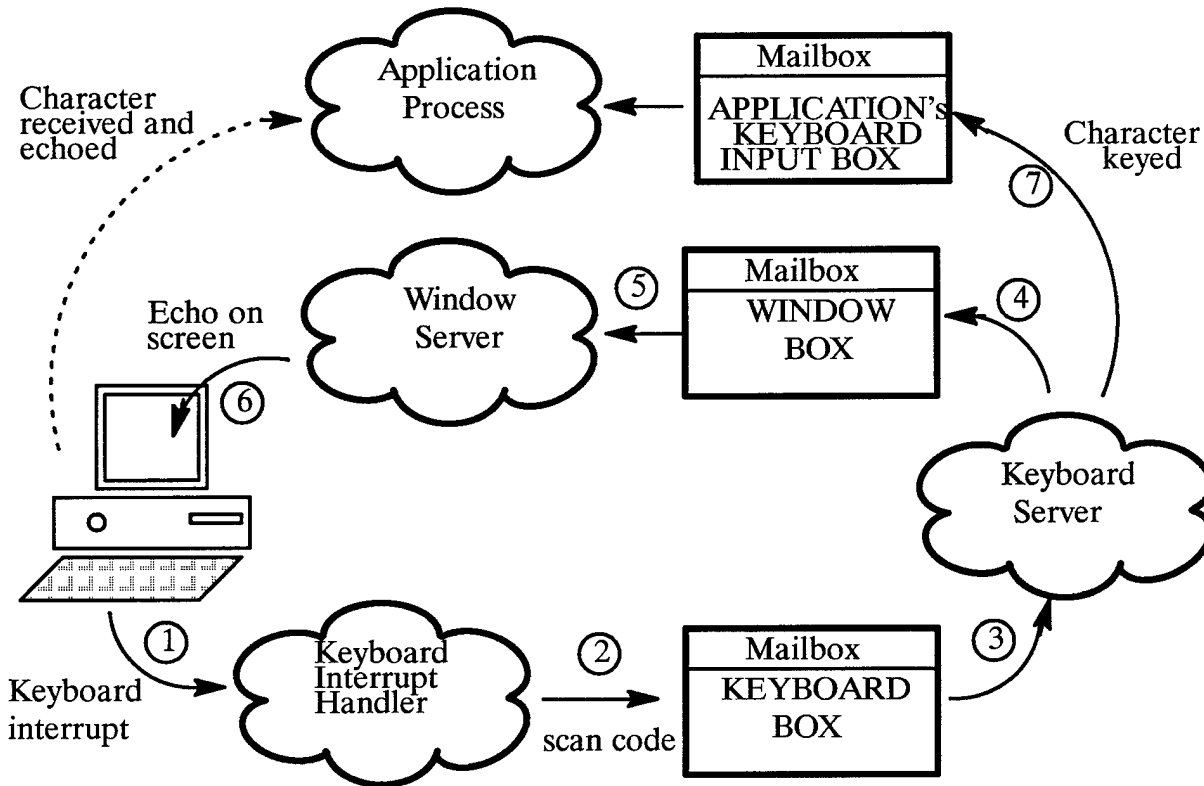 Mailbox
Application
Process
APPLICATION's
KEYBOARD
INPUT BOX
Character
received and
echoed
Character
keyed
7
Mailbox
WINDOW
BOX
Window
Server
5
4
Echo on
screen
6
Keyboard
Server
1
Keyboard
interrupt
Keyboard
Interrupt
Handler
2
scan code
Mailbox
KEYBOARD
BOX
3